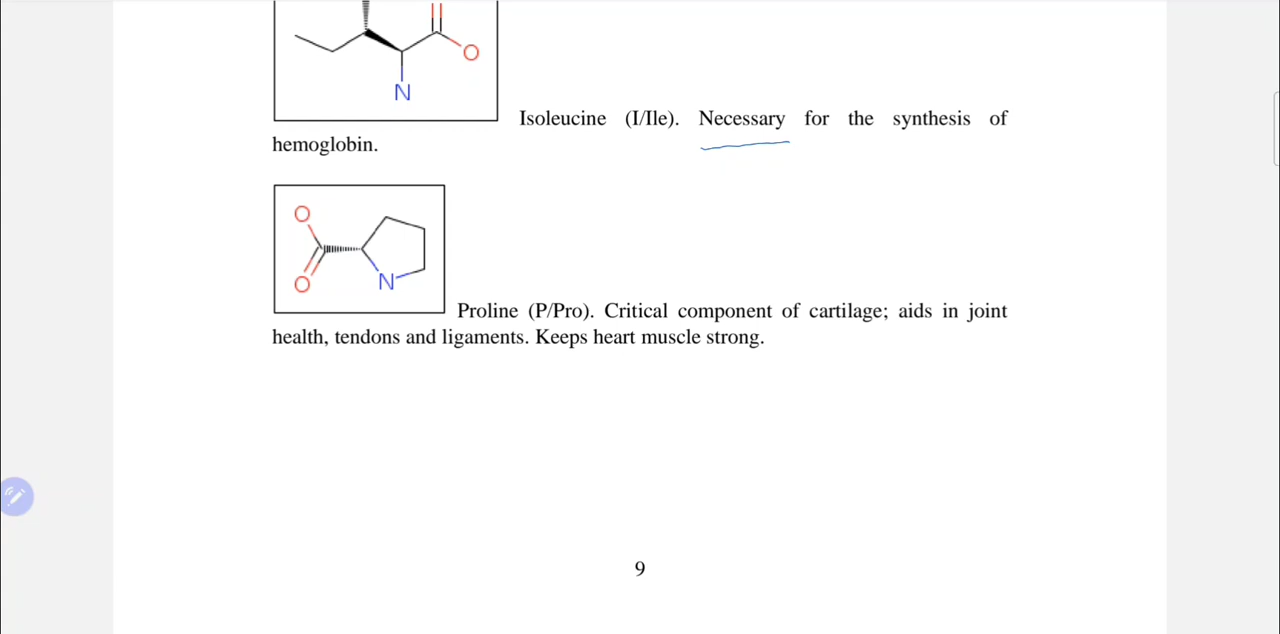 O
N
Isoleucine (I/Ile). Necessary for the synthesis of
hemoglobin.
O
O
N
Proline (P/Pro). Critical component of cartilage; aids in joint
health, tendons and ligaments. Keeps heart muscle strong.
9